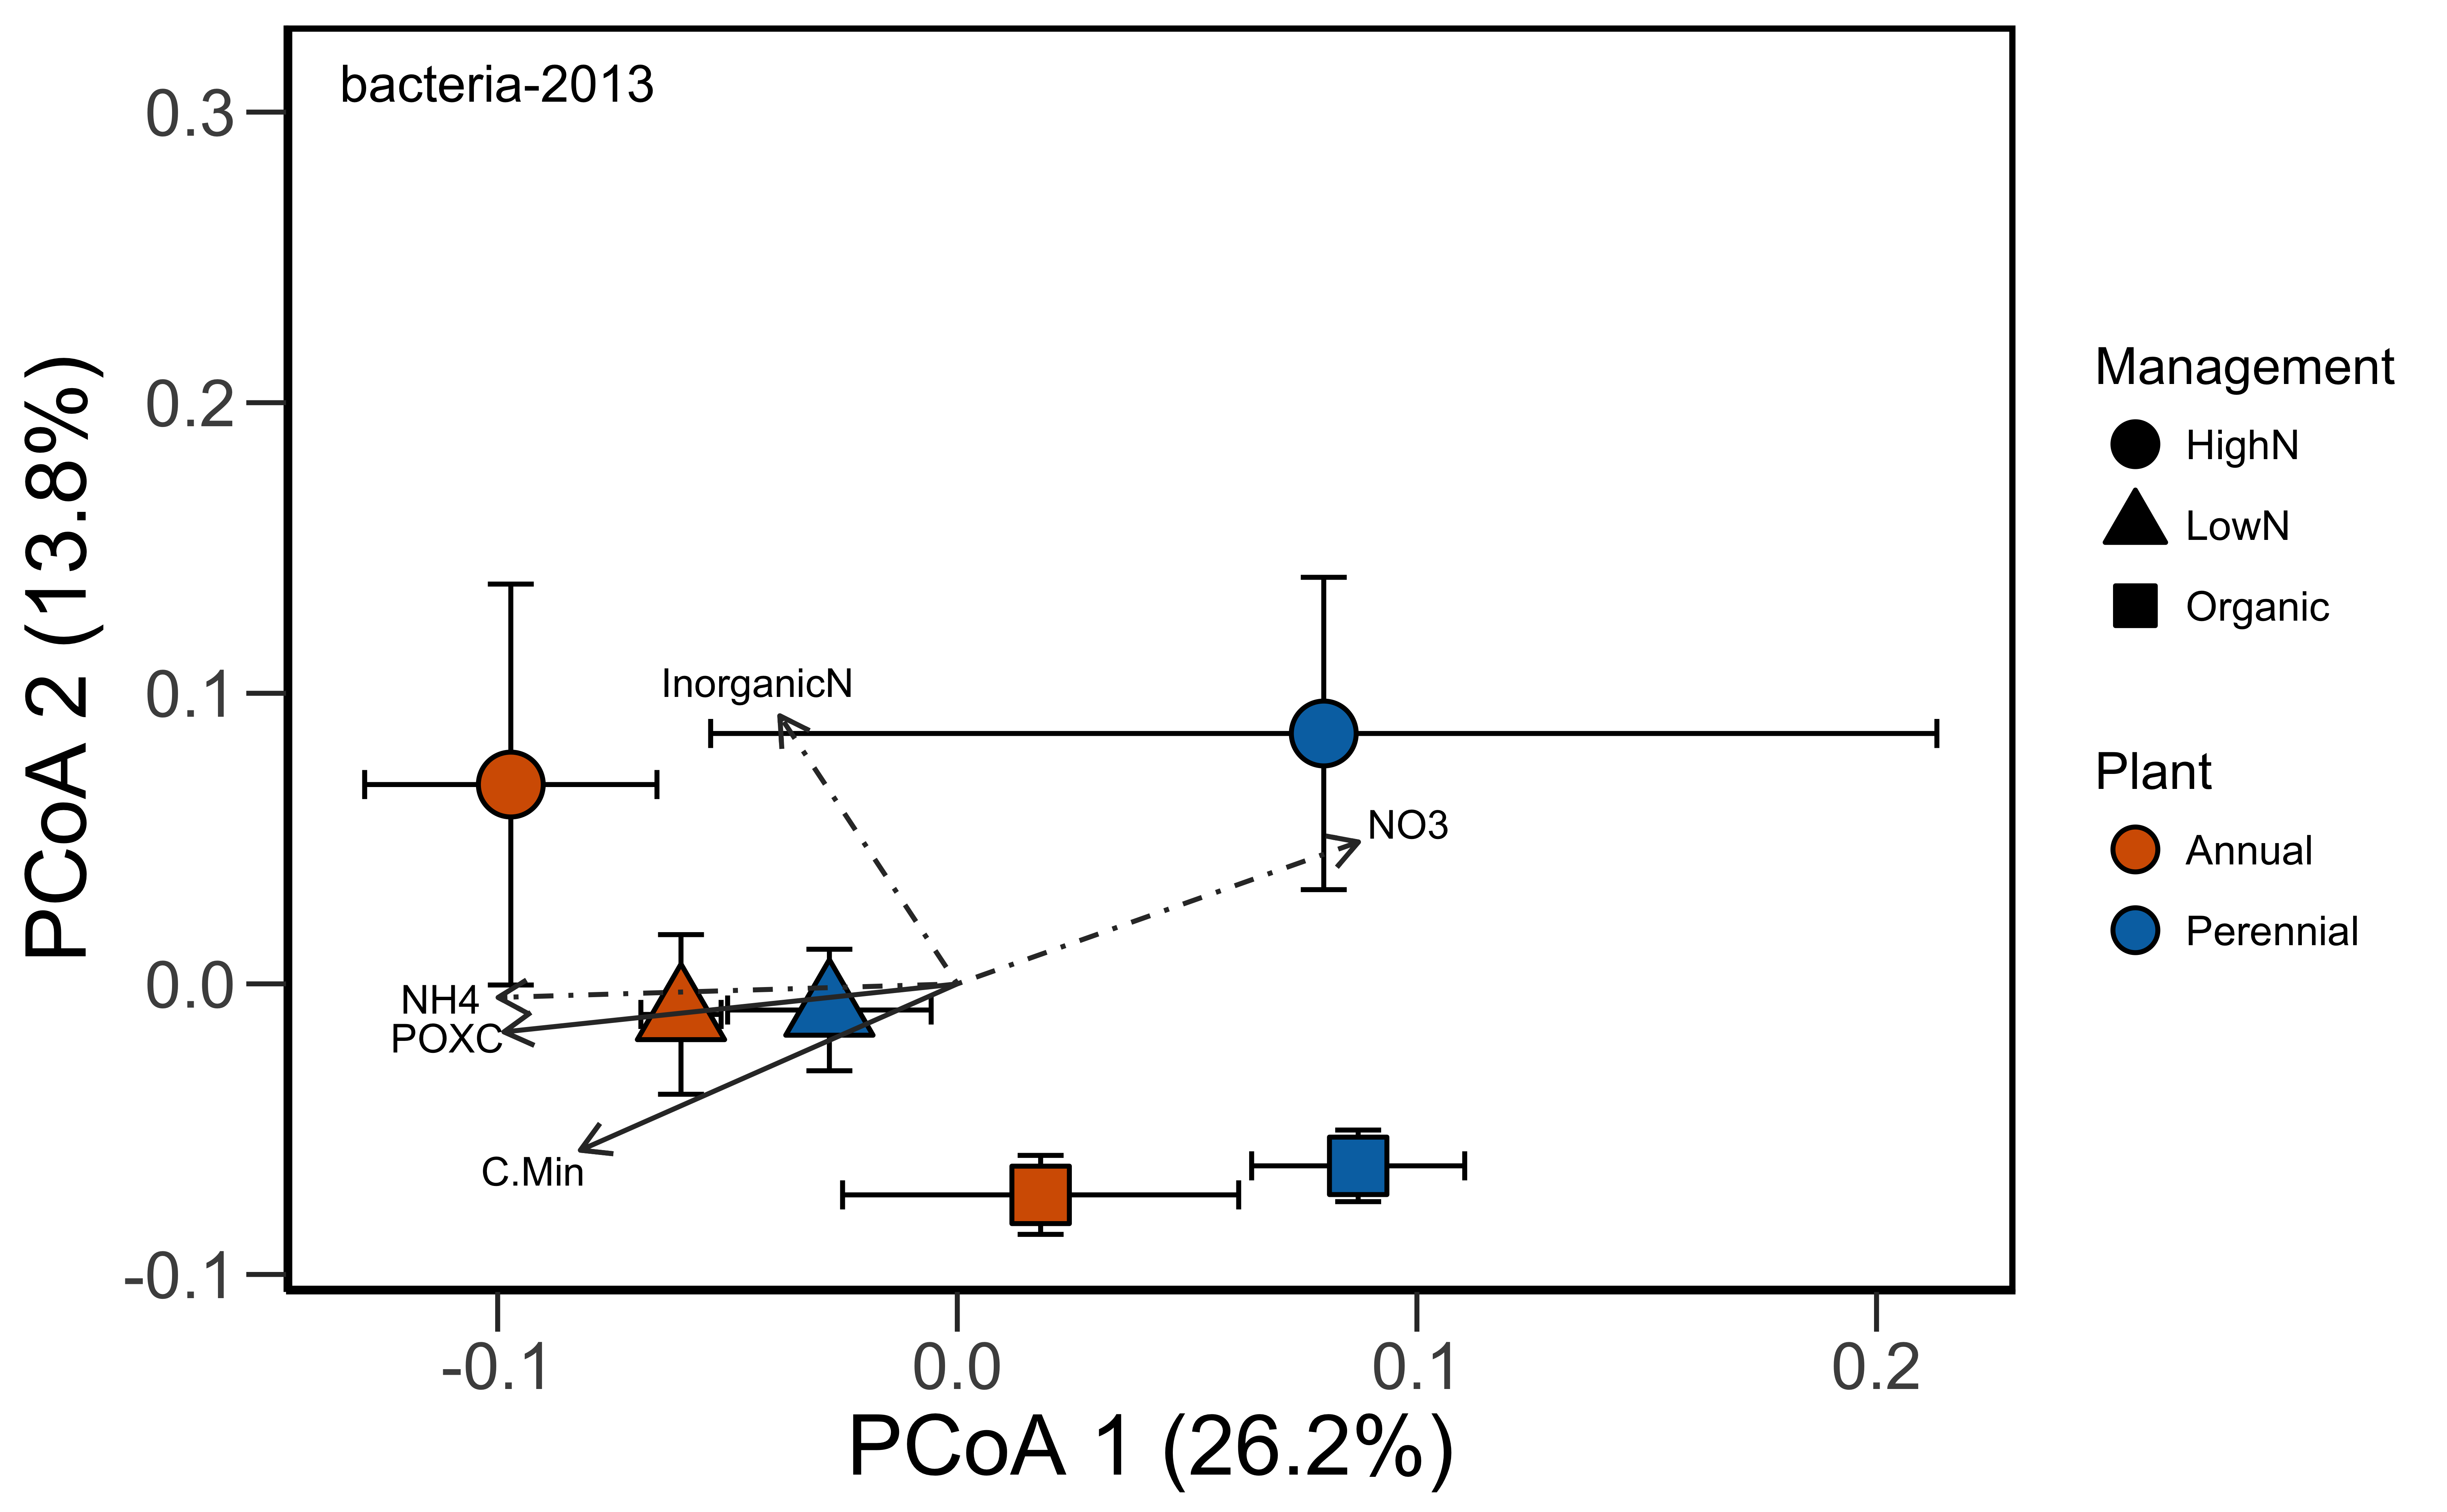 bacteria-2013
PCoA 2 (13.8%)
0.3
0.2
0.1
0.0
-0.1
InorganicN
NO3
NH4
POXC
C.Min
-0.1
0.0
0.1
0.2
PCoA 1 (26.2%)
Management
HighN
LowN
Organic
Plant
Annual
Perennial